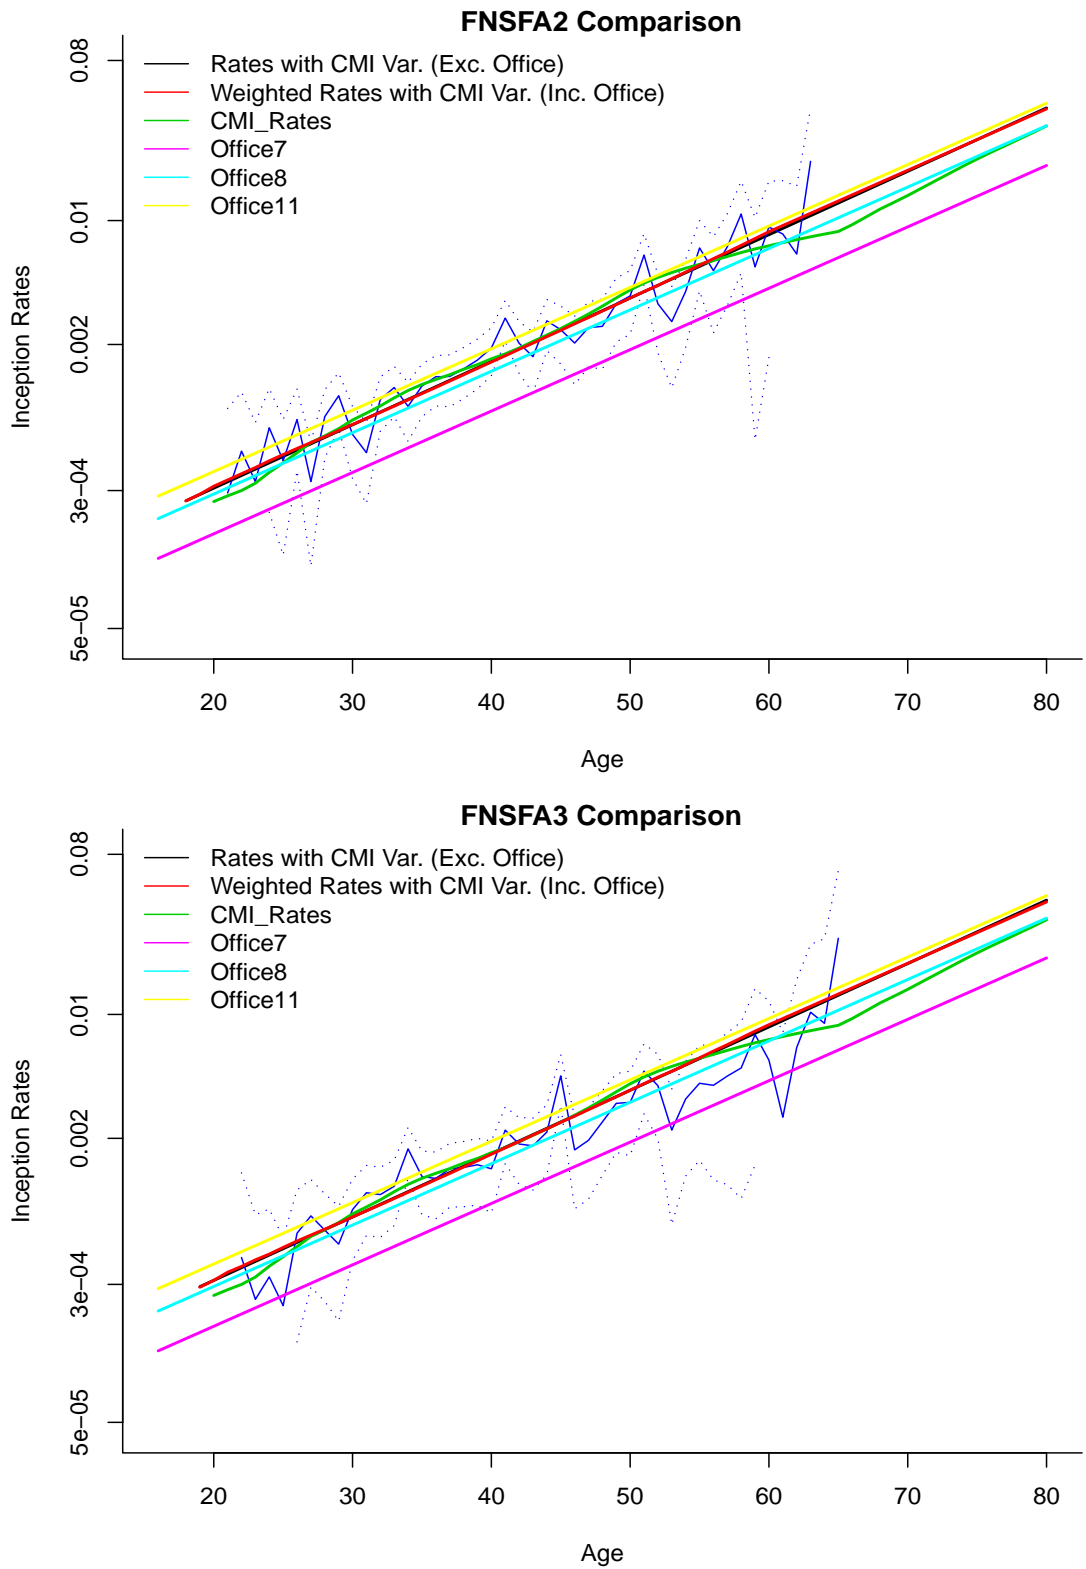 FNSFA2 Comparison
0.08
0.01
0.002
3e−04
5e−05
Inception Rates
Rates with CMI Var. (Exc. Office)
Weighted Rates with CMI Var. (Inc. Office)
CMI_Rates
Office7
Office8
Office11
20 30 40 50 60 70 80
Age
FNSFA3 Comparison
0.08
0.01
0.002
3e−04
5e−05
Inception Rates
Rates with CMI Var. (Exc. Office)
Weighted Rates with CMI Var. (Inc. Office)
CMI_Rates
Office7
Office8
Office11
20 30 40 50 60 70 80
Age